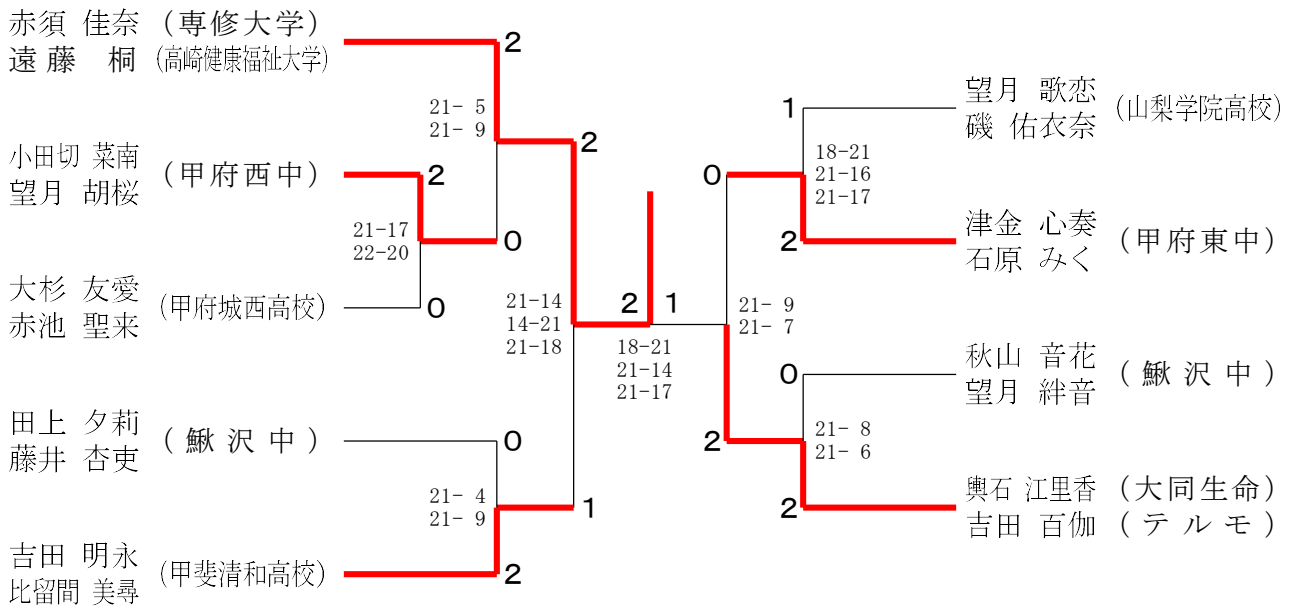 赤須 佳奈 (専修大学)
遠藤 桐 (高崎健康福祉大学)
2
21- 5
21- 9
2
小田切 菜南
望月 胡桜 (甲府西中)
2
21-17
22-20
0
大杉 友愛
赤池 聖来 (甲府城西高校)
0
21-14
14-21
21-18
田上 夕莉
藤井 杏吏 (鰍沢中)
0
21- 4
21- 9
1
吉田 明永
比留間 美尋 (甲斐清和高校)
2
2 1
18-21
21-14
21-17
望月 歌恋
磯 佑衣奈 (山梨学院高校)
1
18-21
21-16
21-17
0
津金 心奏
石原 みく (甲府東中)
2
21- 9
21- 7
秋山 音花
望月 絆音 (鰍沢中)
0
21- 8
21- 6
2
輿石 江里香 (大同生命)
吉田 百伽 (テルモ)
2